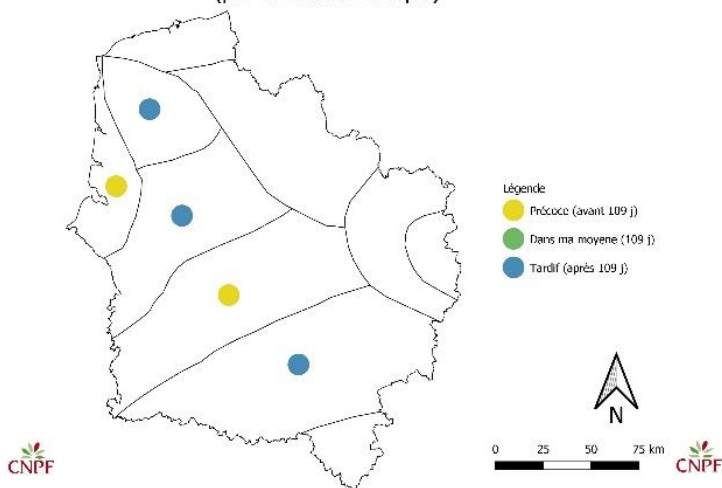 Légende
Précoce (avant 109 j)
Dans ma moyene (109 j)
Tardif (après 109 j)
N
0 25 50 75 km
CNPF
CNPF